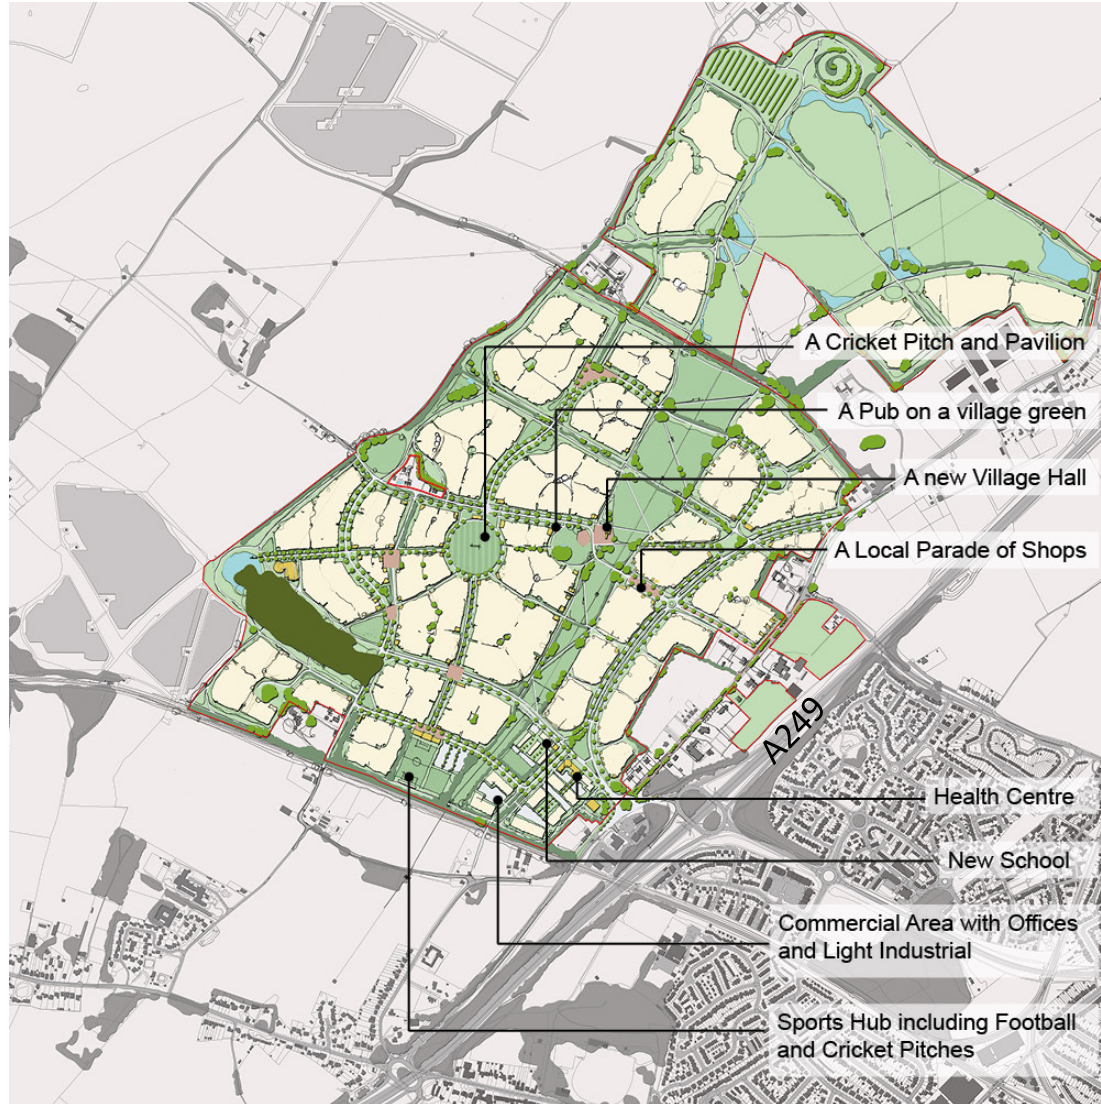 A Cricket Pitch and Pavilion
A Pub on a village green
A new Village Hall
A Local Parade of Shops
A249
Health Centre
New School
Commercial Area with Offices
and Light Industrial
Sports Hub including Football
and Cricket Pitches